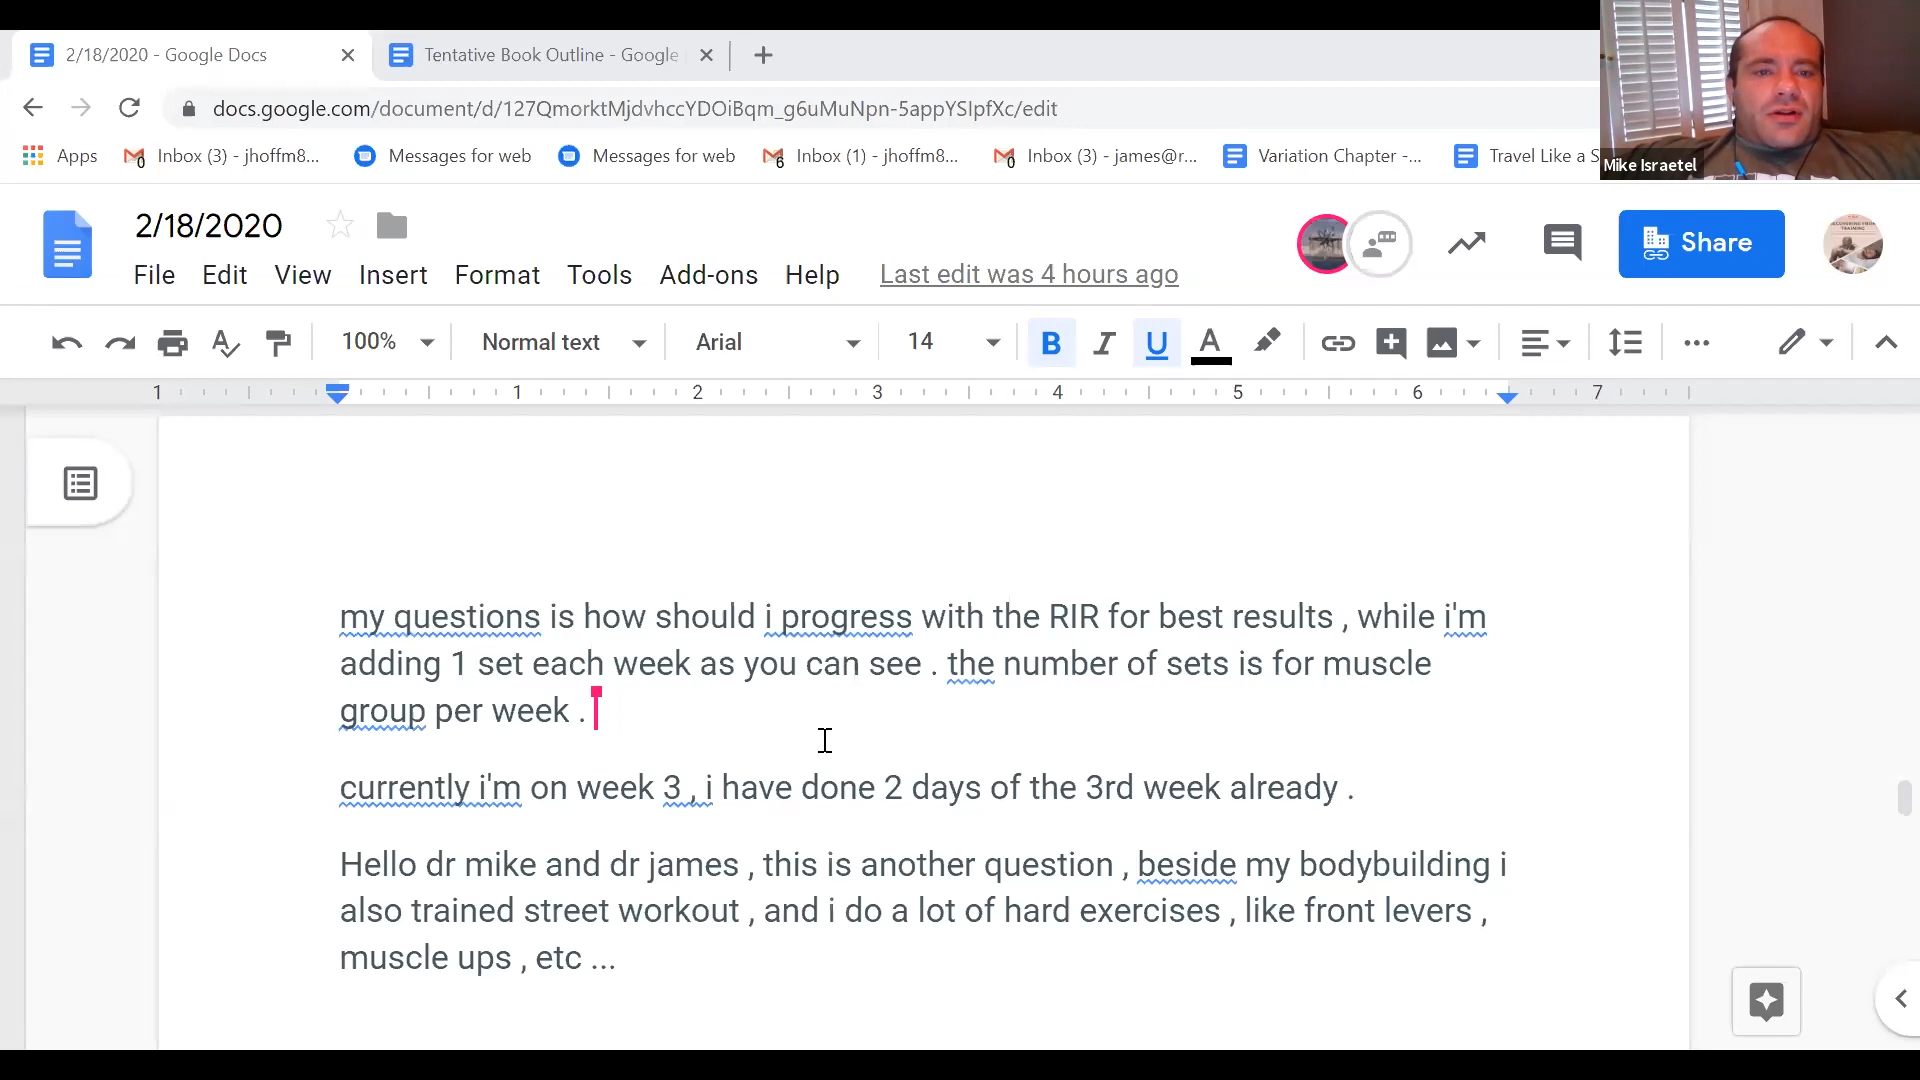 2/18/2020 - Google Docs
Tentative Book Outline - Google
docs.google.com/document/d/127QmorktMjdvhccYDOiBqm_g6uMuNpn-5appYSIpfXc/edit
Apps
0
Inbox (3) - jhoffm8...
Messages for web
Messages for web
6
Inbox (1) - jhoffm8...
0
Inbox (3) - james@r...
Variation Chapter -...
Travel Like a S
Mike Israetel
2/18/2020
Share
File Edit View Insert Format Tools Add-ons Help Last edit was 4 hours ago
100% Normal text Arial 14 B I U A
1 1 2 3 4 5 6 7
my questions is how should i progress with the RIR for best results , while i'm
adding 1 set each week as you can see . the number of sets is for muscle
group per week .
currently i'm on week 3 , i have done 2 days of the 3rd week already .
Hello dr mike and dr james , this is another question , beside my bodybuilding i
also trained street workout , and i do a lot of hard exercises , like front levers ,
muscle ups , etc ...